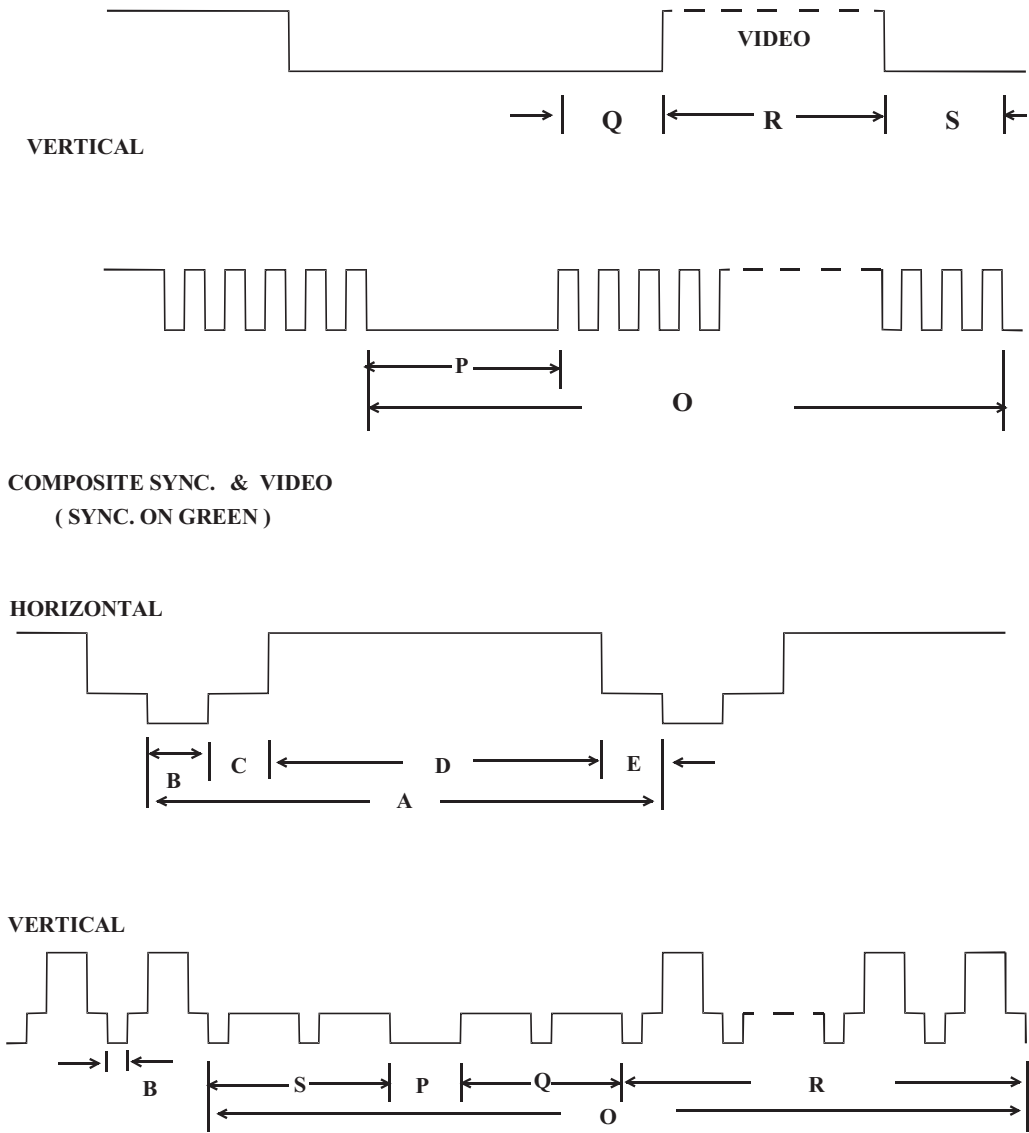 VIDEO
Q R S
VERTICAL
P
O
COMPOSITE SYNC. & VIDEO
( SYNC. ON GREEN )
HORIZONTAL
B C D E
A
VERTICAL
B S P Q R
O